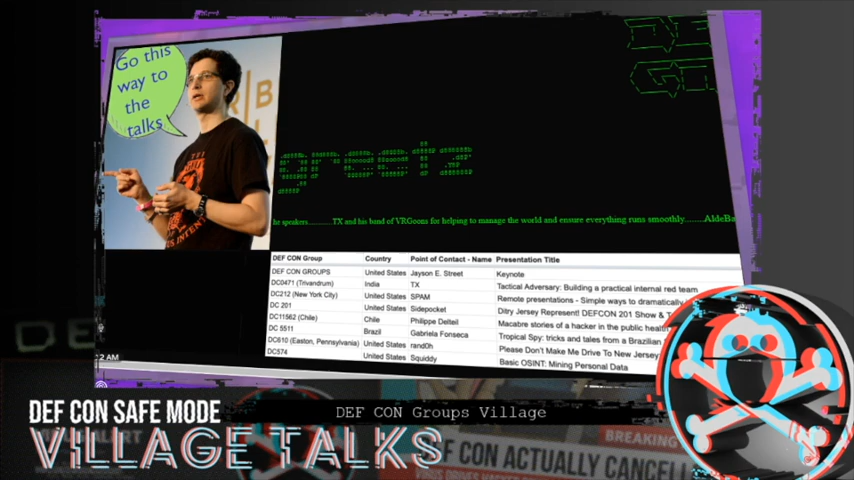 Go this
way to
the
talks
he speakers...........TX and his band of VRGoons for helping to manage the world and ensure everything runs smoothly........AldeBa
DEF CON Group Country Point of Contact - Name Presentation Title
DEF CON GROUPS United States Jayson E. Street Keynote
DC0471 (Trivandrum) India TX Tactical Adversary: Building a practical internal red team
DC212 (New York City) United States SPAM Remote presentations - Simple ways to dramatically
DC 201 United States Sidepocket Ditry Jersey Represent! DEFCON 201 Show & T
DC11562 (Chile) Chile Philippe Delteil Macabre stories of a hacker in the public health
DC 5511 Brazil Gabriela Fonseca Tropical Spy: tricks and tales from a Brazilian
DC610 (Easton, Pennsylvania) United States rand0h Please Don't Make Me Drive To New Jersey
DC574 United States Squiddy Basic OSINT: Mining Personal Data
12 AM
DEF CON SAFE MODE
DEF CON Groups Village
VILLAGE TALKS
BREAKING
DEF CON ACTUALLY CANCELL